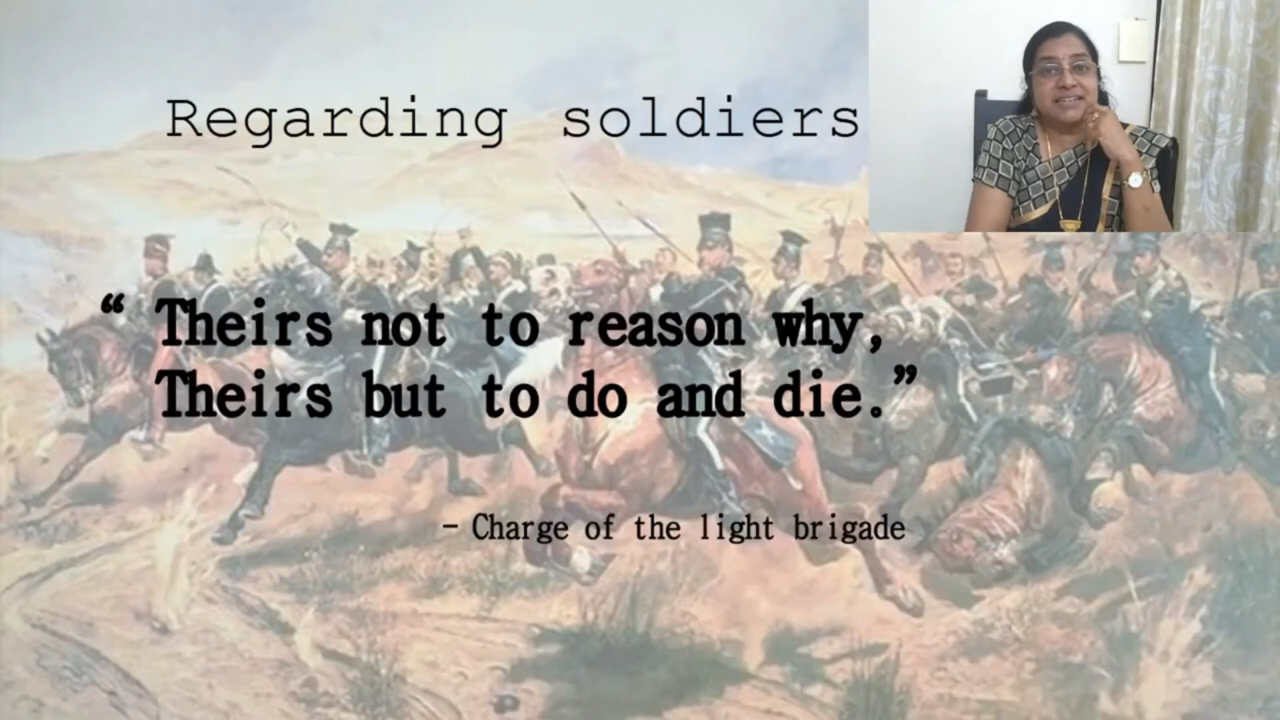 Regarding soldiers
“ Theirs not to reason why,
Theirs but to do and die.”
- Charge of the light brigade